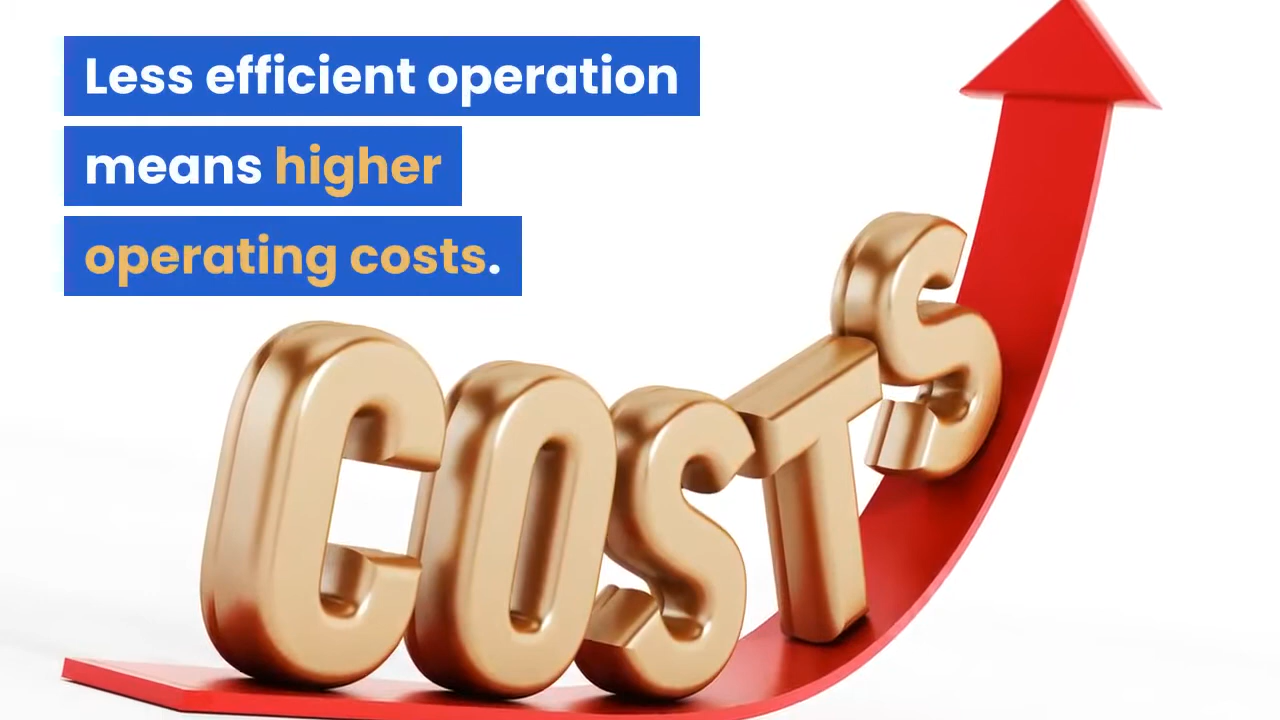 Less efficient operation
means higher
operating costs.
COSTS